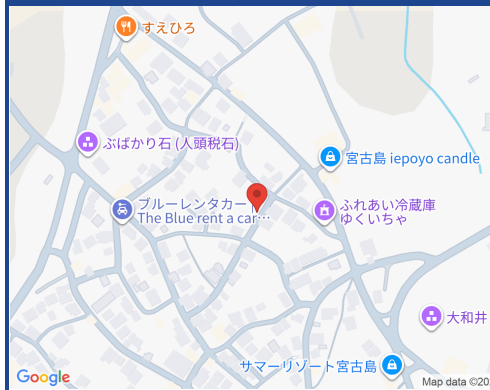 すえひろ
ぶばかり石 (人頭税石)
宮古島 iepoyo candle
ブルーレンタカー |
The Blue rent a car…
ふれあい冷蔵庫
ゆくいちゃ
大和井
サマーリゾート宮古島
Google
Map data ©20